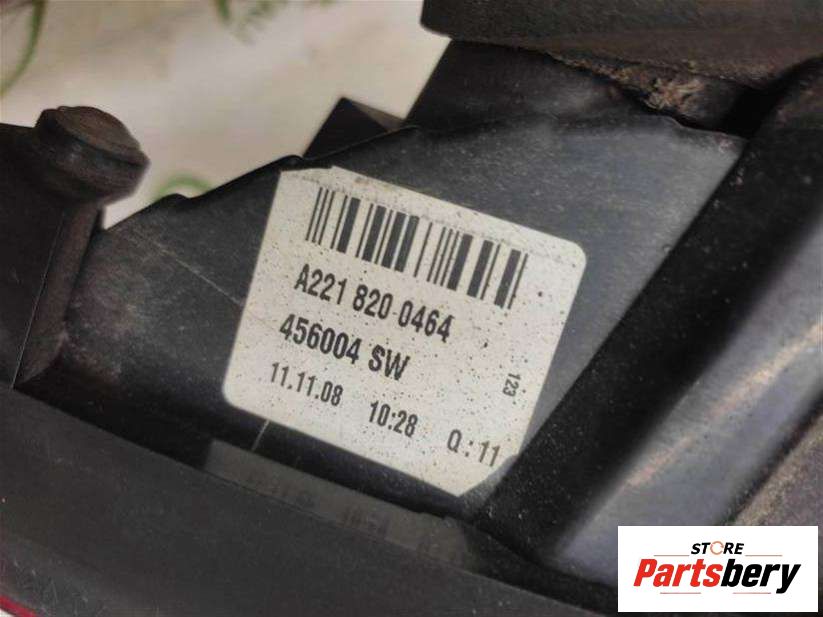 A221 820 0464
456004 SW
123
11.11.08 10:28 Q:11
STORE
Partsbery